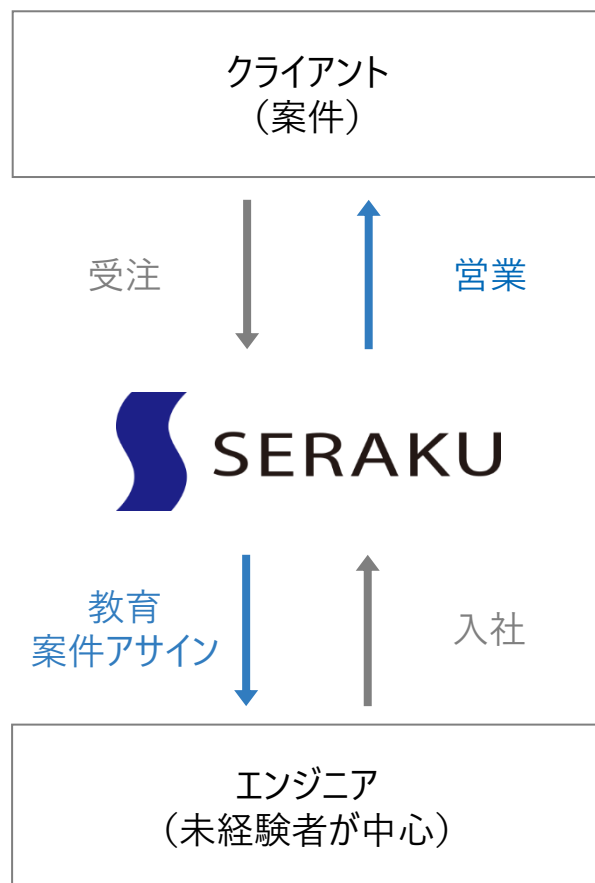 クライアント
（案件）
受注
営業
SERAKU
教育
案件アサイン
入社
エンジニア
（未経験者が中心）